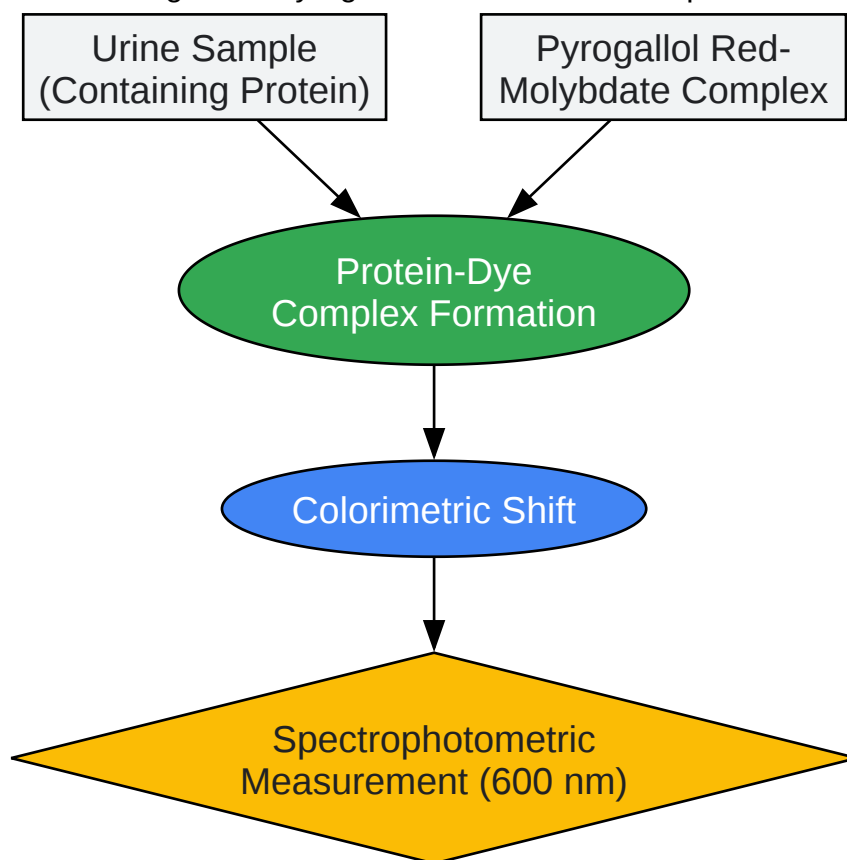 Urine Sample
(Containing Protein)
Pyrogallol Red-
Molybdate Complex
Protein-Dye
Complex Formation
Colorimetric Shift
Spectrophotometric
Measurement (600 nm)